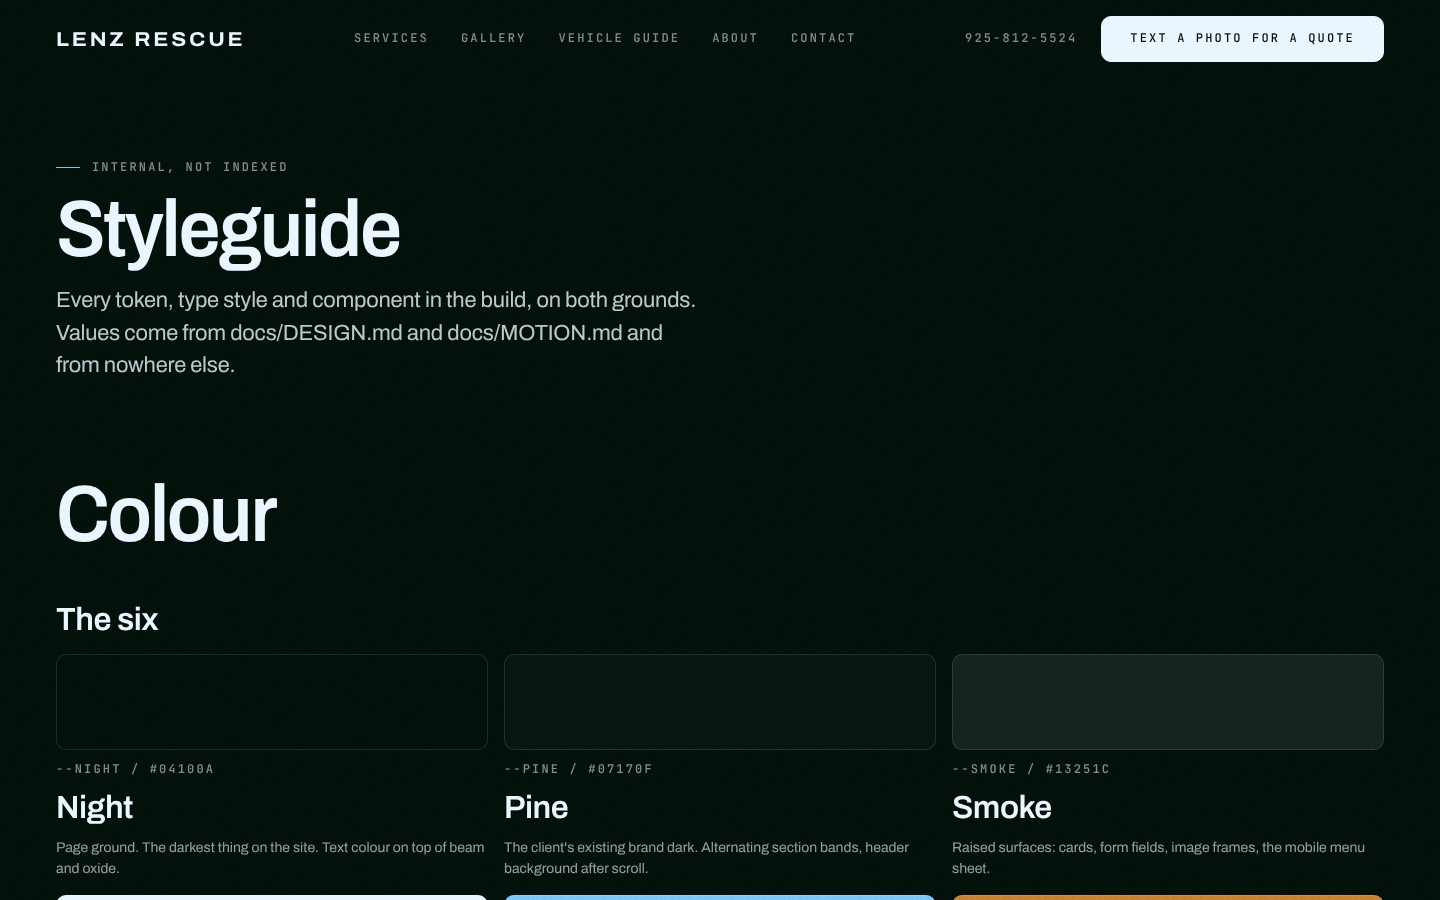 LENZ RESCUE
SERVICES
GALLERY
VEHICLE GUIDE
ABOUT
CONTACT
925-812-5524
TEXT A PHOTO FOR A QUOTE
INTERNAL, NOT INDEXED
Styleguide
Every token, type style and component in the build, on both grounds.
Values come from docs/DESIGN.md and docs/MOTION.md and
from nowhere else.
Colour
The six
--NIGHT / #04100A
Night
Page ground. The darkest thing on the site. Text colour on top of beam
and oxide.
--PINE / #07170F
Pine
The client's existing brand dark. Alternating section bands, header
background after scroll.
--SMOKE / #13251C
Smoke
Raised surfaces: cards, form fields, image frames, the mobile menu
sheet.